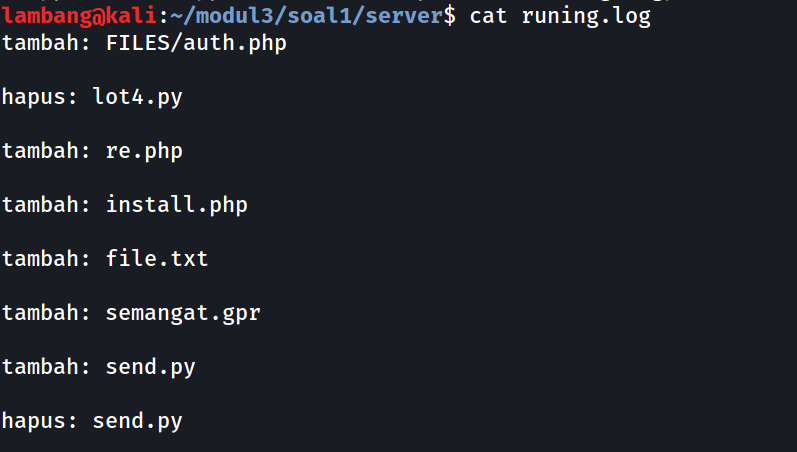 lambang@kali:~/modul3/soal1/server$ cat runing.log
tambah: FILES/auth.php
hapus: lot4.py
tambah: re.php
tambah: install.php
tambah: file.txt
tambah: semangat.gpr
tambah: send.py
hapus: send.py